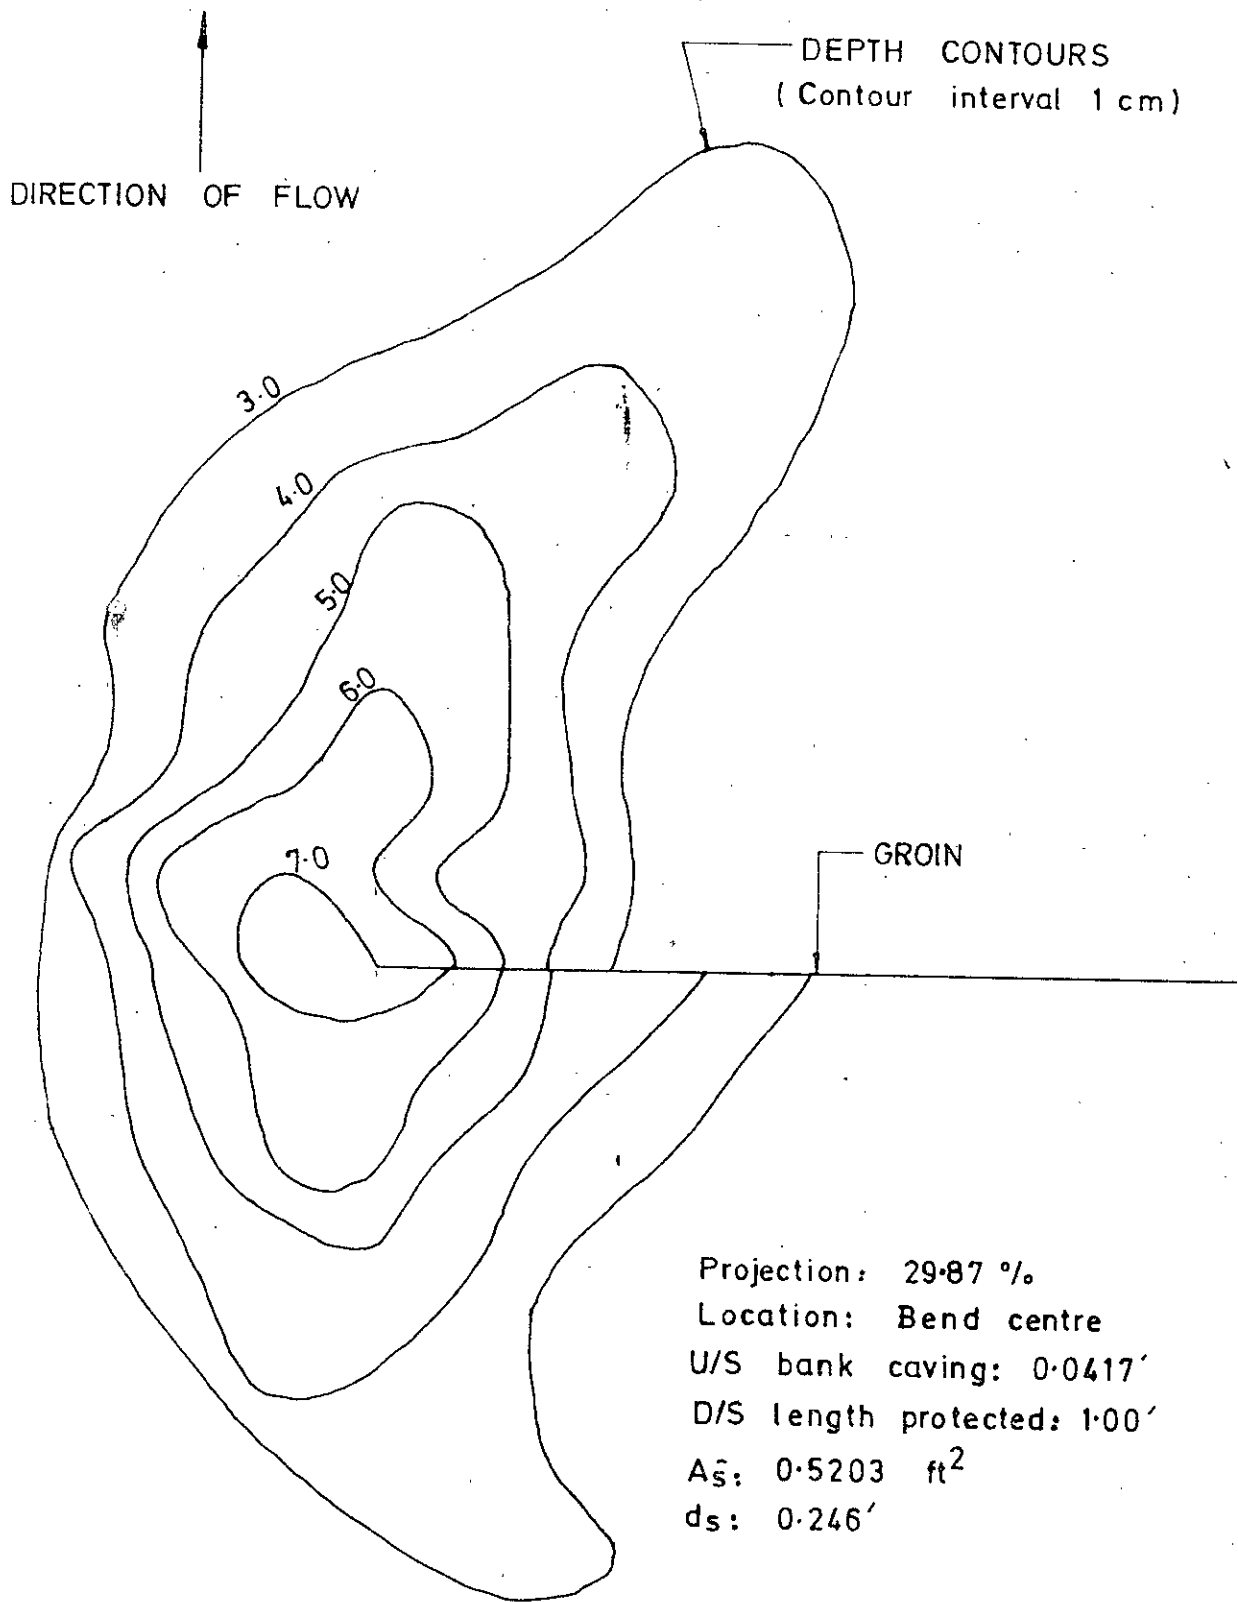 DEPTH CONTOURS
(Contour interval 1 cm)
DIRECTION OF FLOW
3·0
4·0
5·0
6·0
7·0
GROIN
Projection: 29·87 %
Location: Bend centre
U/S bank caving: 0·0417′
D/S length protected: 1·00′
As̄: 0·5203 ft²
ds: 0·246′